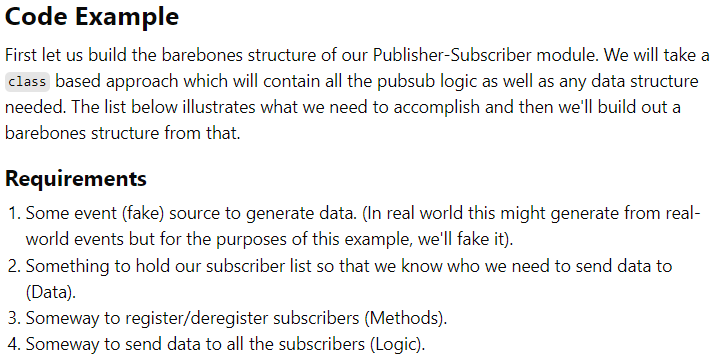 Code Example
First let us build the barebones structure of our Publisher-Subscriber module. We will take a
class based approach which will contain all the pubsub logic as well as any data structure
needed. The list below illustrates what we need to accomplish and then we'll build out a
barebones structure from that.
Requirements
1. Some event (fake) source to generate data. (In real world this might generate from real-
world events but for the purposes of this example, we'll fake it).
2. Something to hold our subscriber list so that we know who we need to send data to
(Data).
3. Someway to register/deregister subscribers (Methods).
4. Someway to send data to all the subscribers (Logic).